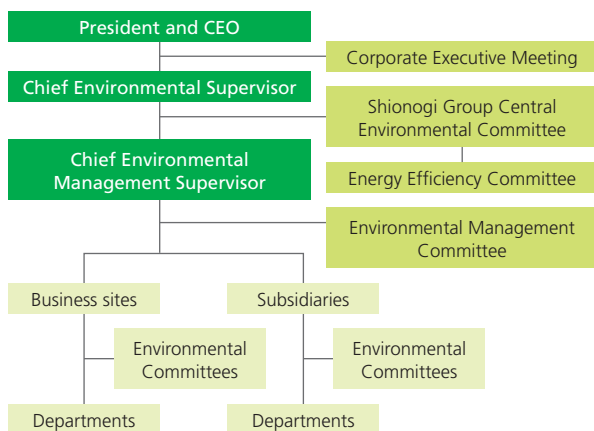 President and CEO
Corporate Executive Meeting
Chief Environmental Supervisor
Shionogi Group Central
Environmental Committee
Chief Environmental
Management Supervisor
Energy Efficiency Committee
Environmental Management
Committee
Business sites
Subsidiaries
Environmental
Committees
Environmental
Committees
Departments
Departments